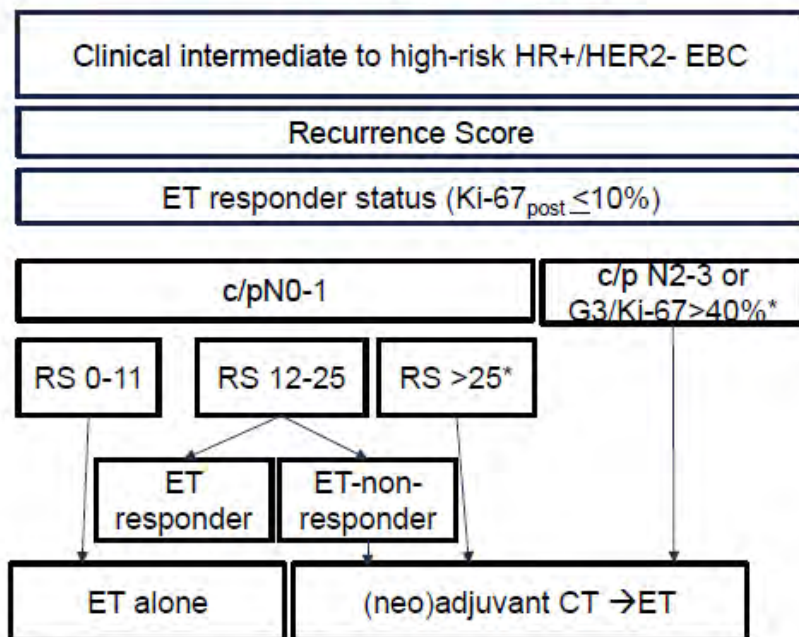 Clinical intermediate to high-risk HR+/HER2- EBC
Recurrence Score
ET responder status (Ki-67post ≤10%)
c/pN0-1
c/p N2-3 or
G3/Ki-67>40%*
RS 0-11
RS 12-25
RS >25*
ET
responder
ET-non-
responder
ET alone
(neo)adjuvant CT →ET